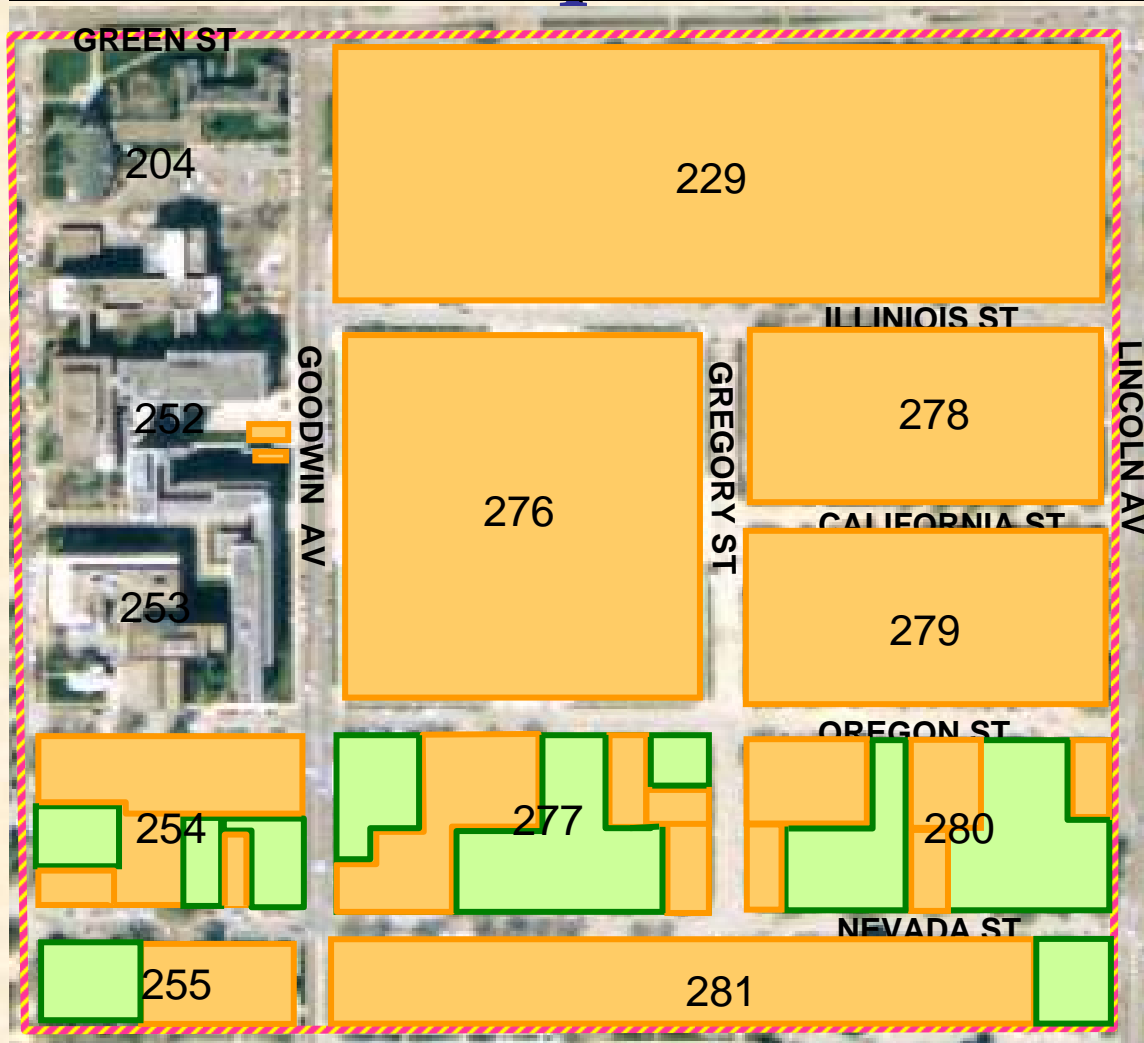 GREEN ST
204
229
ILLINIOIS ST
GOODWIN AV
GREGORY ST
LINCOLN AV
252
278
276
CALIFORNIA ST
253
279
OREGON ST
254
277
280
NEVADA ST
255
281